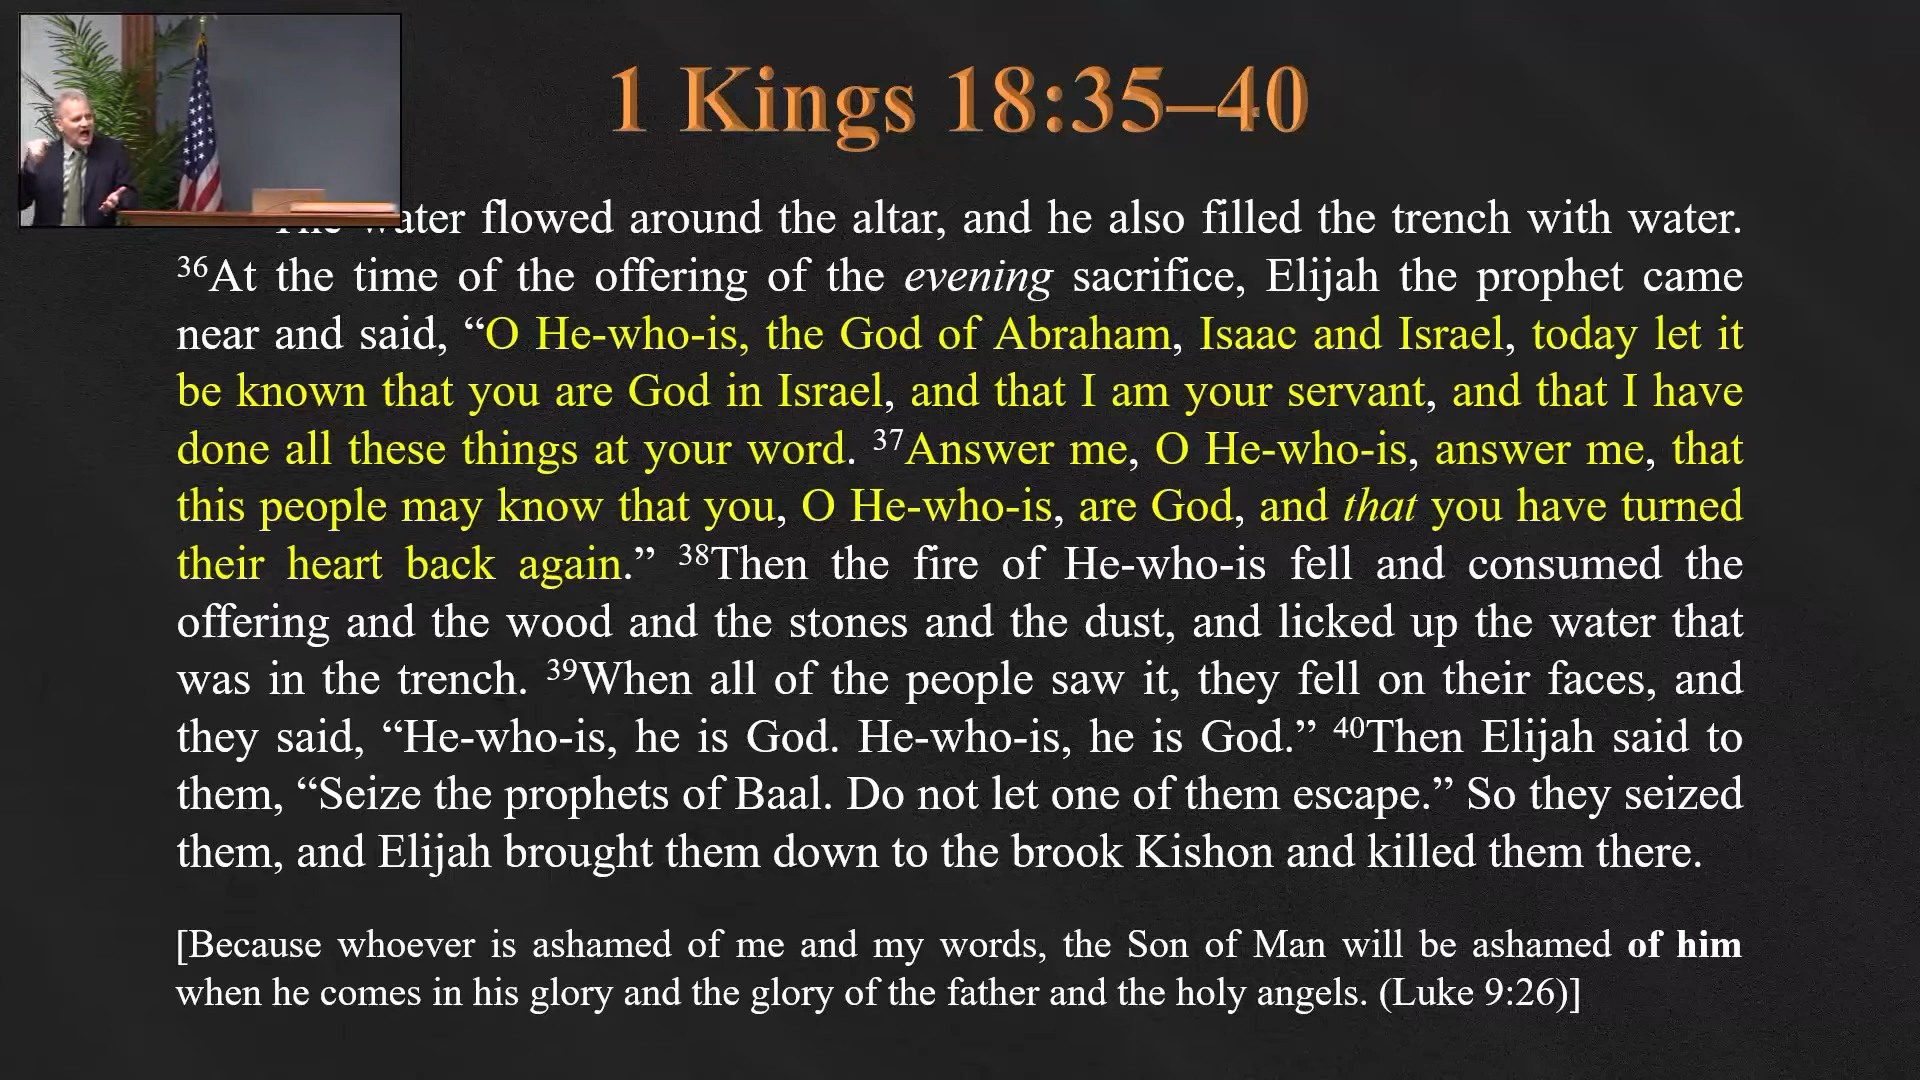 1 Kings 18:35–40
The water flowed around the altar, and he also filled the trench with water.
36At the time of the offering of the evening sacrifice, Elijah the prophet came
near and said, “O He-who-is, the God of Abraham, Isaac and Israel, today let it
be known that you are God in Israel, and that I am your servant, and that I have
done all these things at your word. 37Answer me, O He-who-is, answer me, that
this people may know that you, O He-who-is, are God, and that you have turned
their heart back again.” 38Then the fire of He-who-is fell and consumed the
offering and the wood and the stones and the dust, and licked up the water that
was in the trench. 39When all of the people saw it, they fell on their faces, and
they said, “He-who-is, he is God. He-who-is, he is God.” 40Then Elijah said to
them, “Seize the prophets of Baal. Do not let one of them escape.” So they seized
them, and Elijah brought them down to the brook Kishon and killed them there.
[Because whoever is ashamed of me and my words, the Son of Man will be ashamed of him
when he comes in his glory and the glory of the father and the holy angels. (Luke 9:26)]